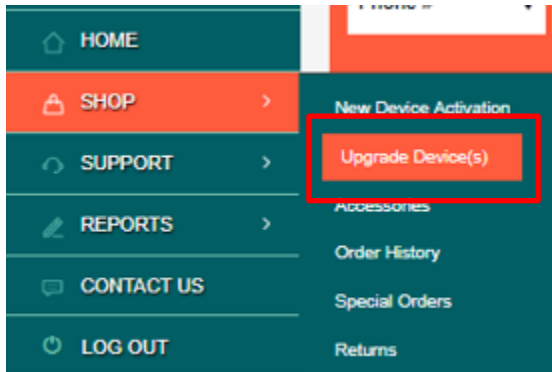 Phone #
HOME
SHOP
SUPPORT
REPORTS
CONTACT US
LOG OUT
New Device Activation
Upgrade Device(s)
Accessories
Order History
Special Orders
Returns